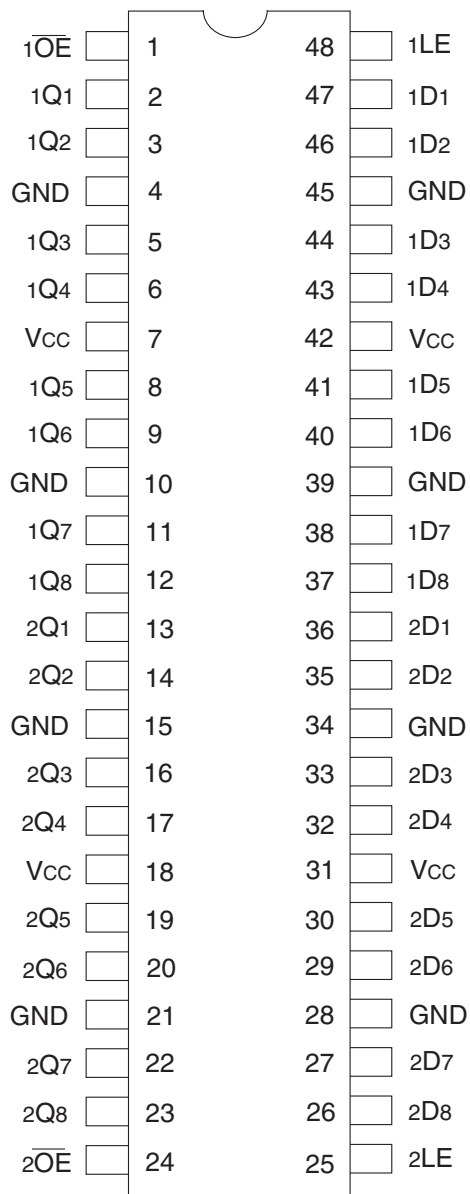 1OE 1 48 1LE
1Q1 2 47 1D1
1Q2 3 46 1D2
GND 4 45 GND
1Q3 5 44 1D3
1Q4 6 43 1D4
VCC 7 42 VCC
1Q5 8 41 1D5
1Q6 9 40 1D6
GND 10 39 GND
1Q7 11 38 1D7
1Q8 12 37 1D8
2Q1 13 36 2D1
2Q2 14 35 2D2
GND 15 34 GND
2Q3 16 33 2D3
2Q4 17 32 2D4
VCC 18 31 VCC
2Q5 19 30 2D5
2Q6 20 29 2D6
GND 21 28 GND
2Q7 22 27 2D7
2Q8 23 26 2D8
2OE 24 25 2LE